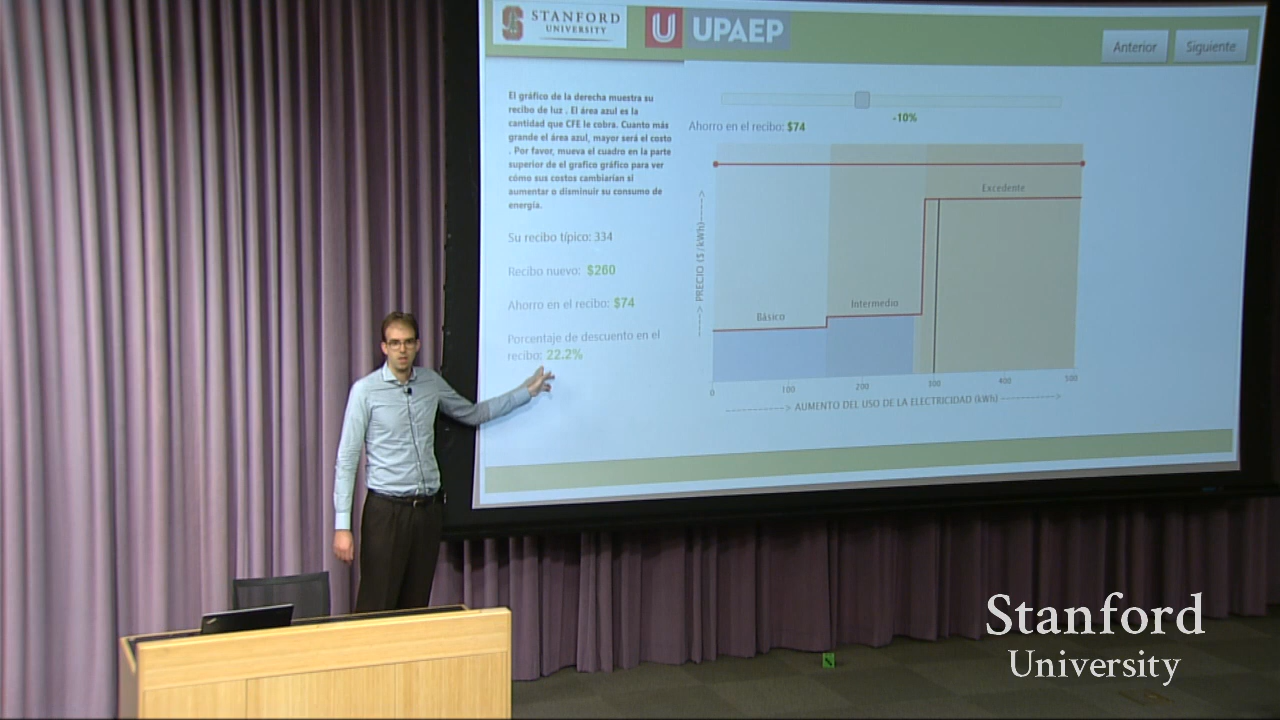 STANFORD
UNIVERSITY
UPAEP
Anterior
Siguiente
El gráfico de la derecha muestra su
recibo de luz . El área azul es la
cantidad que CFE le cobra. Cuanto más
grande el área azul, mayor será el costo
. Por favor, mueva el cuadro en la parte
superior de el grafico gráfico para ver
cómo sus costos cambiarían si
aumentar o disminuir su consumo de
energía.
Su recibo típico: 334
Recibo nuevo: $260
Ahorro en el recibo: $74
Porcentaje de descuento en el
recibo: 22.2%
-10%
Ahorro en el recibo: $74
Excedente
Intermedio
Básico
-----> PRECIO ($ / kWh)----->
0 100 200 300 400 500
-----------> AUMENTO DEL USO DE LA ELECTRICIDAD (kWh) ----------->
Stanford
University